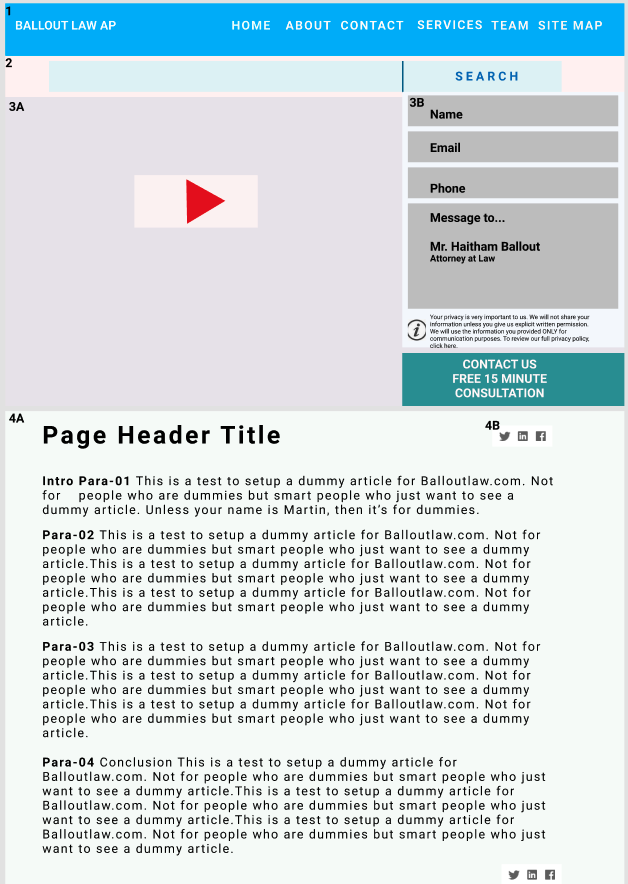 1
BALLOUT LAW AP HOME ABOUT CONTACT SERVICES TEAM SITE MAP
2
SEARCH
3A
3B
Name
Email
Phone
Message to...
Mr. Haitham Ballout
Attorney at Law
Your privacy is very important to us. We will not share your
information unless you give us explicit written permission.
We will use the information you provided ONLY for
communication purposes. To review our full privacy policy,
click here.
CONTACT US
FREE 15 MINUTE
CONSULTATION
4A
Page Header Title
4B
Intro Para-01 This is a test to setup a dummy article for Balloutlaw.com. Not
for people who are dummies but smart people who just want to see a
dummy article. Unless your name is Martin, then it's for dummies.
Para-02 This is a test to setup a dummy article for Balloutlaw.com. Not for
people who are dummies but smart people who just want to see a dummy
article.This is a test to setup a dummy article for Balloutlaw.com. Not for
people who are dummies but smart people who just want to see a dummy
article.This is a test to setup a dummy article for Balloutlaw.com. Not for
people who are dummies but smart people who just want to see a dummy
article.
Para-03 This is a test to setup a dummy article for Balloutlaw.com. Not for
people who are dummies but smart people who just want to see a dummy
article.This is a test to setup a dummy article for Balloutlaw.com. Not for
people who are dummies but smart people who just want to see a dummy
article.This is a test to setup a dummy article for Balloutlaw.com. Not for
people who are dummies but smart people who just want to see a dummy
article.
Para-04 Conclusion This is a test to setup a dummy article for
Balloutlaw.com. Not for people who are dummies but smart people who just
want to see a dummy article.This is a test to setup a dummy article for
Balloutlaw.com. Not for people who are dummies but smart people who just
want to see a dummy article.This is a test to setup a dummy article for
Balloutlaw.com. Not for people who are dummies but smart people who just
want to see a dummy article.